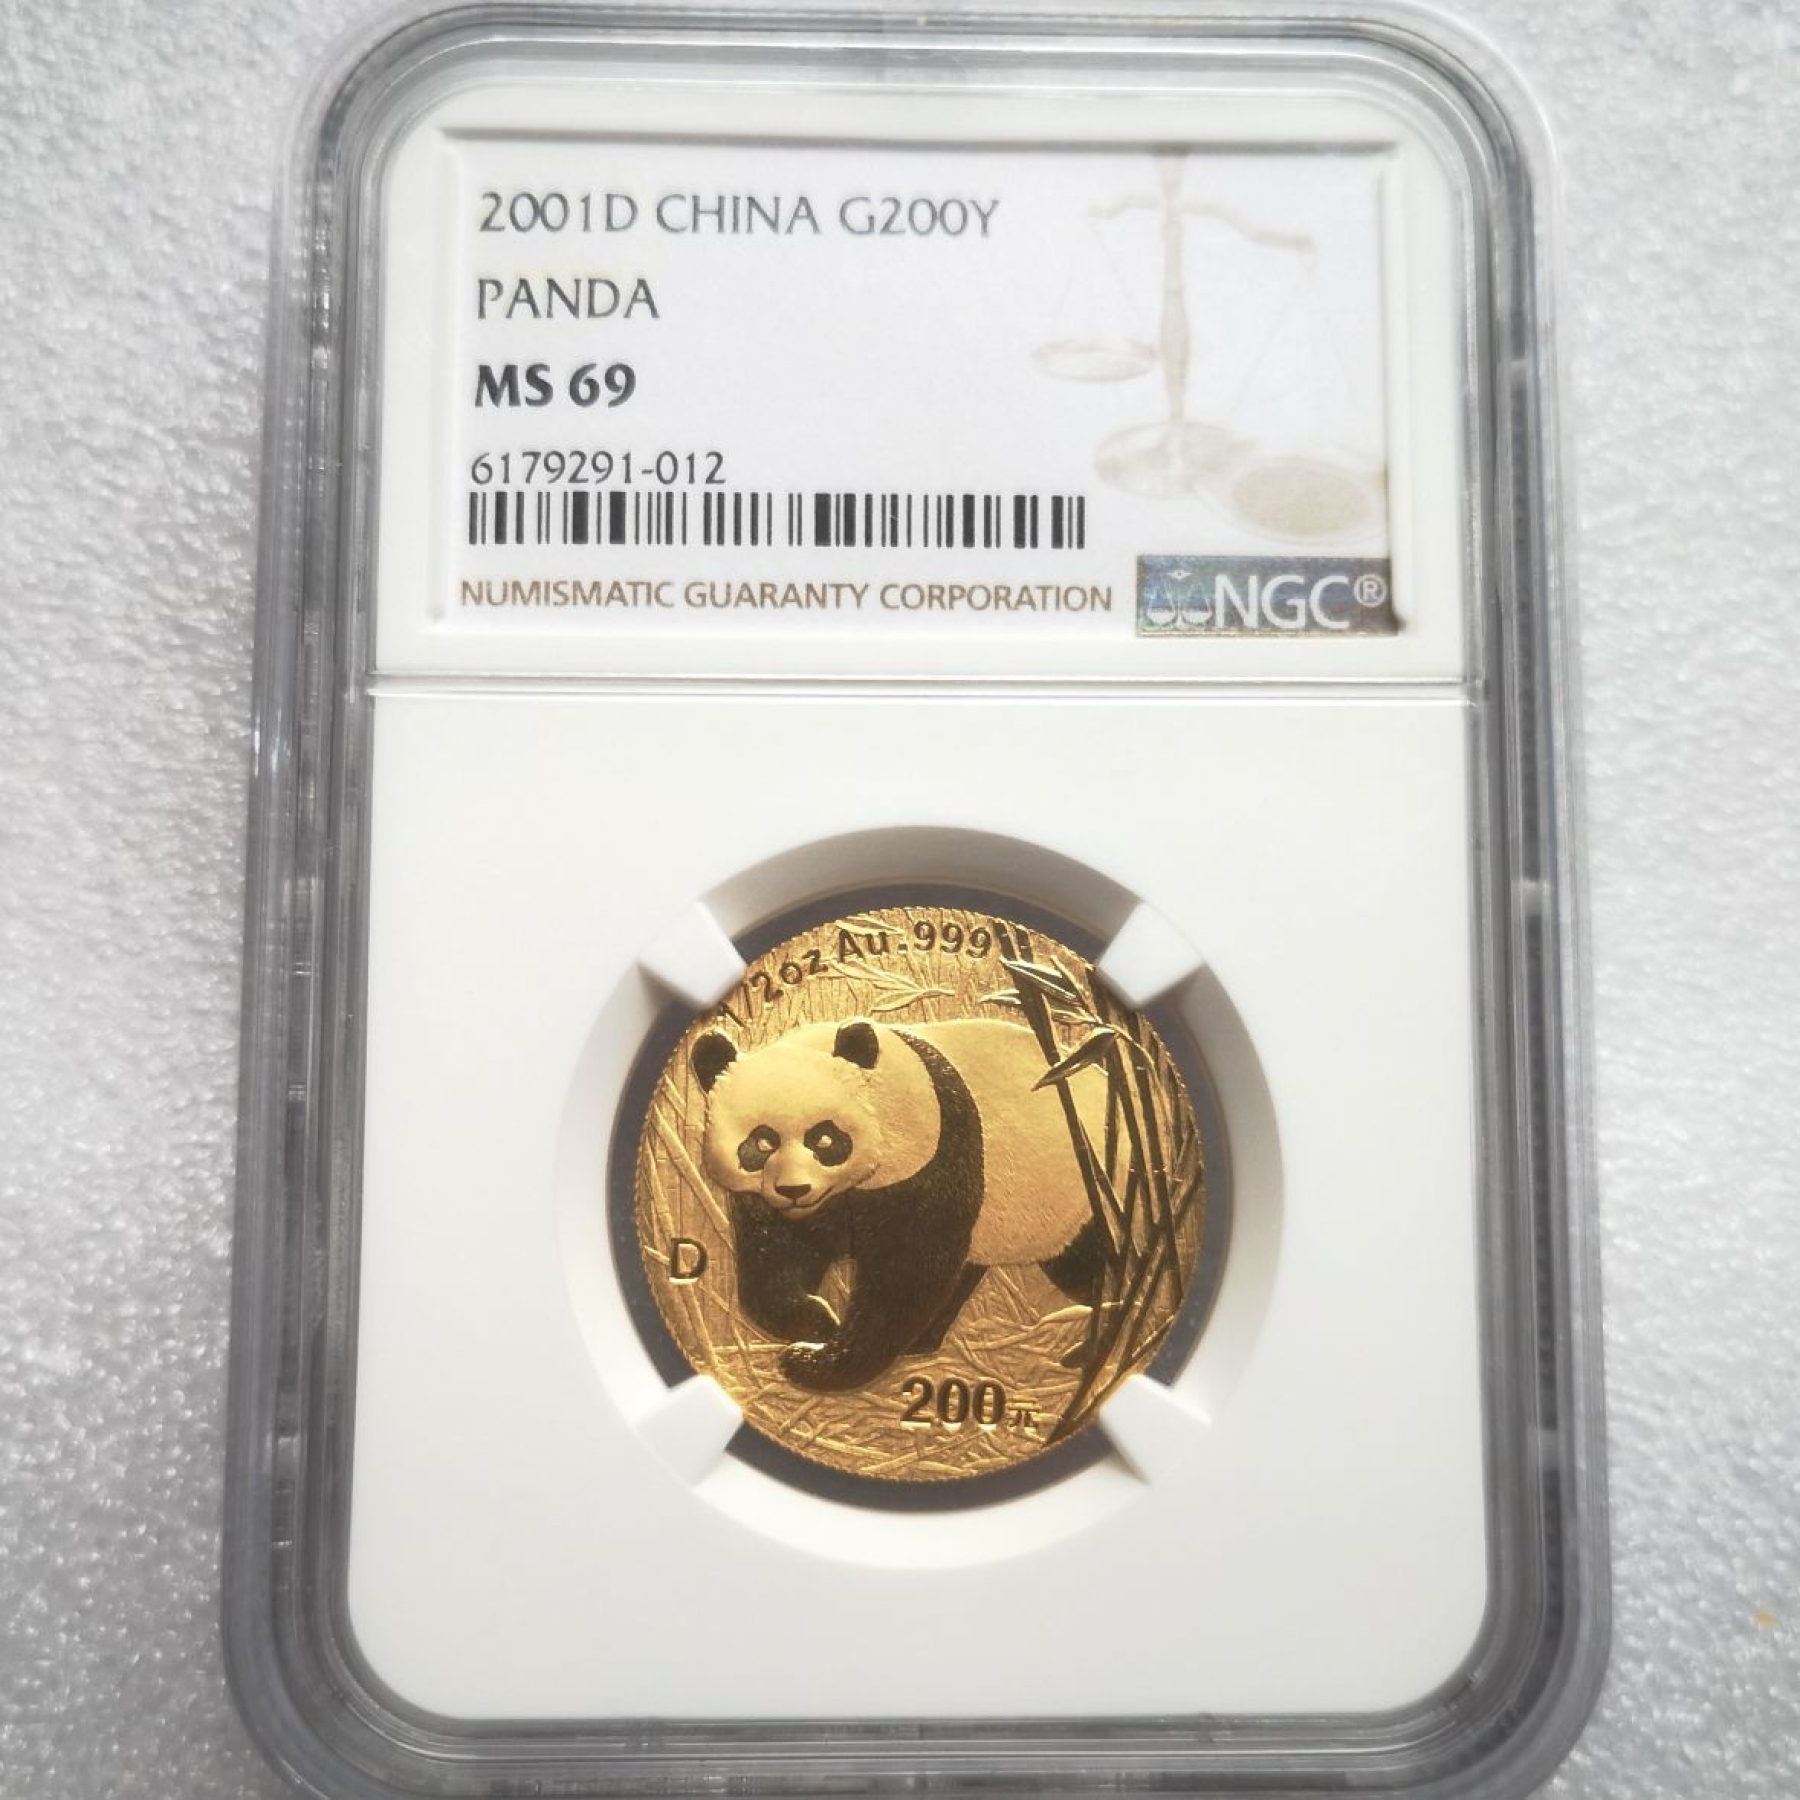 2001D CHINA G200Y
PANDA
MS 69
6179291-012
NUMISMATIC GUARANTY CORPORATION
NGC®
1/2oz Au.999
D
200元